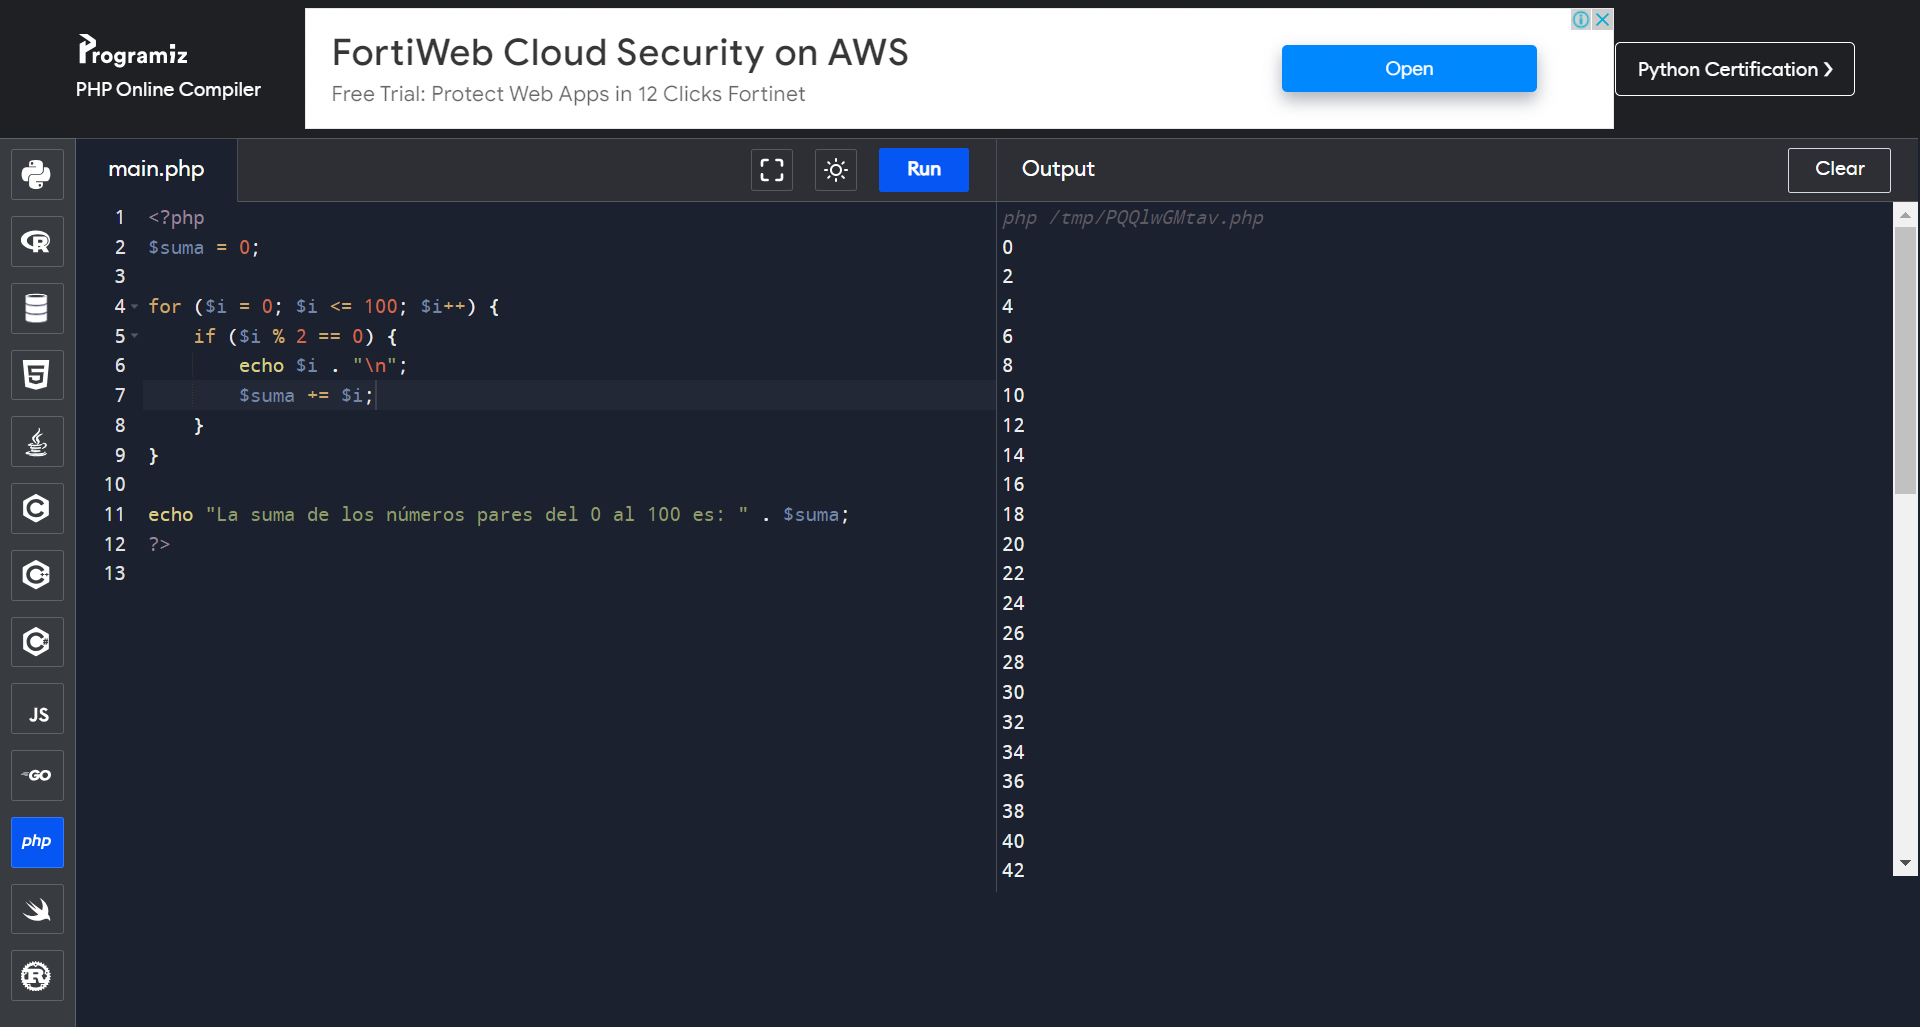 Programiz
PHP Online Compiler
FortiWeb Cloud Security on AWS
Free Trial: Protect Web Apps in 12 Clicks Fortinet
Open
Python Certification ❯
main.php
Run
Output
Clear
1 <?php
2 $suma = 0;
3
4 for ($i = 0; $i <= 100; $i++) {
5     if ($i % 2 == 0) {
6         echo $i . "\n";
7         $suma += $i;
8     }
9 }
10
11 echo "La suma de los números pares del 0 al 100 es: " . $suma;
12 ?>
13
php /tmp/PQQlwGMtav.php
0
2
4
6
8
10
12
14
16
18
20
22
24
26
28
30
32
34
36
38
40
42
R
5
C
C++
C#
JS
GO
php
R